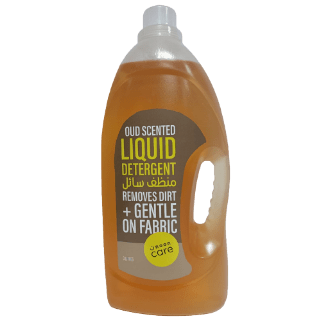 OUD SCENTED
LIQUID
DETERGENT
منظف سائل
REMOVES DIRT
+ GENTLE
ON FABRIC
care